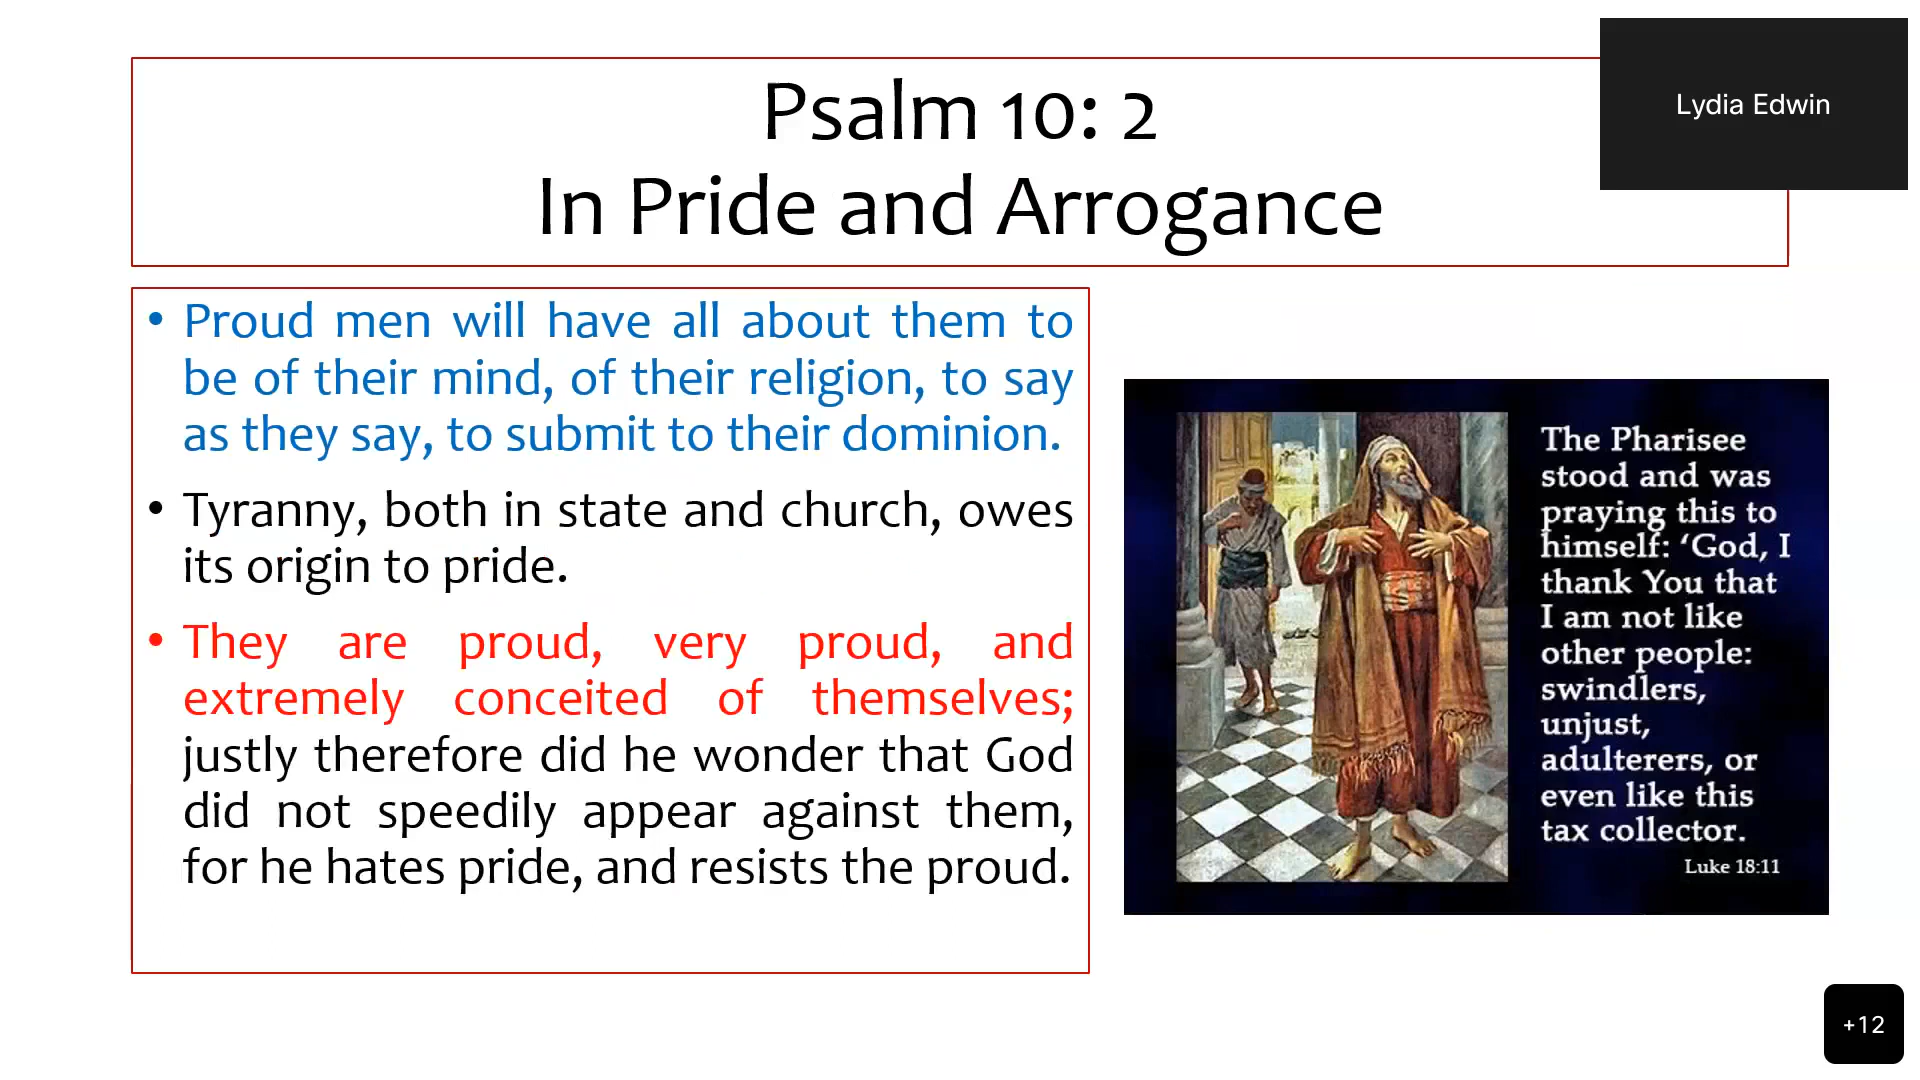 Psalm 10: 2
In Pride and Arrogance
Lydia Edwin
• Proud men will have all about them to
be of their mind, of their religion, to say
as they say, to submit to their dominion.
• Tyranny, both in state and church, owes
its origin to pride.
• They are proud, very proud, and
extremely conceited of themselves;
justly therefore did he wonder that God
did not speedily appear against them,
for he hates pride, and resists the proud.
The Pharisee
stood and was
praying this to
himself: ‘God, I
thank You that
I am not like
other people:
swindlers,
unjust,
adulterers, or
even like this
tax collector.
Luke 18:11
+12